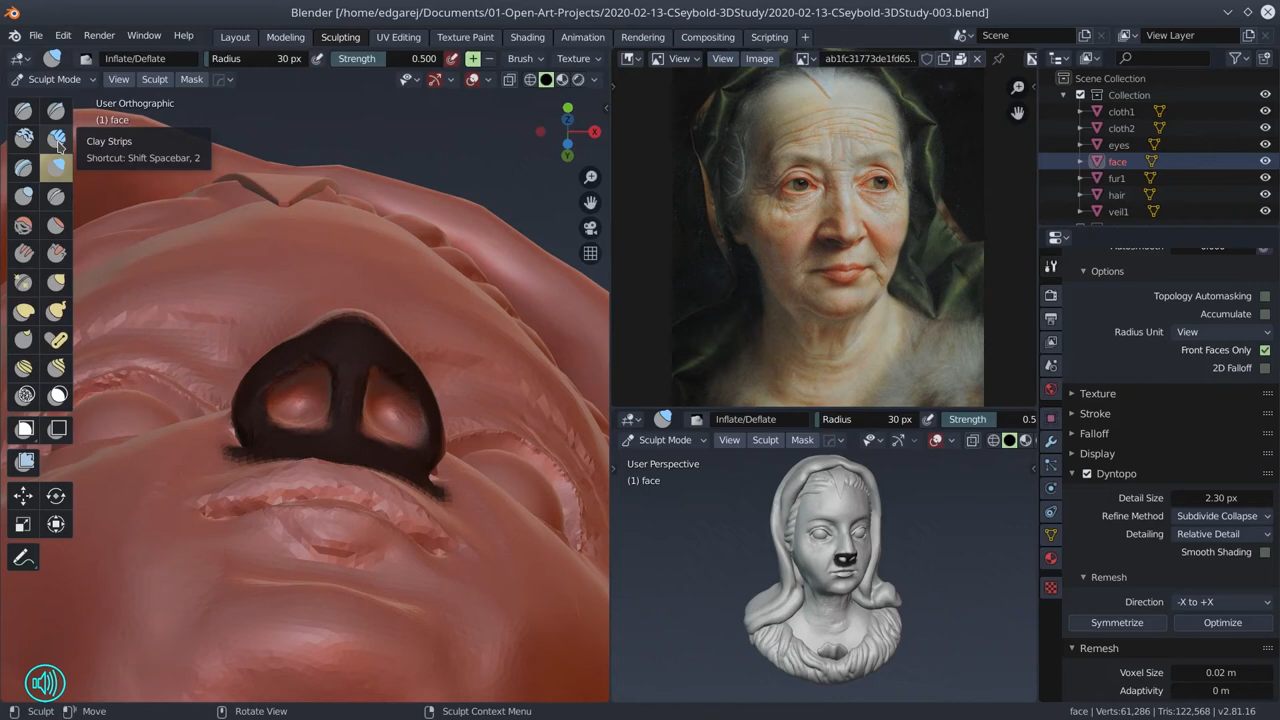 Blender [/home/edgarej/Documents/01-Open-Art-Projects/2020-02-13-CSeybold-3DStudy/2020-02-13-CSeybold-3DStudy-003.blend]
File Edit Render Window Help Layout Modeling Sculpting UV Editing Texture Paint Shading Animation Rendering Compositing Scripting + Scene View Layer
Inflate/Deflate Radius 30 px Strength 0.500 Brush Texture
View View Image ab1fc31773de1fd65..
Sculpt Mode View Sculpt Mask
User Orthographic
(1) face
Clay Strips
Shortcut: Shift Spacebar, 2
Z
X
Y
Scene Collection
Collection
cloth1
cloth2
eyes
face
fur1
hair
veil1
Options
Topology Automasking
Accumulate
Radius Unit View
Front Faces Only
2D Falloff
Texture
Stroke
Falloff
Display
Dyntopo
Detail Size 2.30 px
Refine Method Subdivide Collapse
Detailing Relative Detail
Smooth Shading
Remesh
Direction -X to +X
Symmetrize Optimize
Remesh
Voxel Size 0.02 m
Adaptivity 0 m
Inflate/Deflate Radius 30 px Strength 0.5
Sculpt Mode View Sculpt Mask
User Perspective
(1) face
Sculpt Move Rotate View Sculpt Context Menu face | Verts:61,286 | Tris:122,568 | v2.81.16